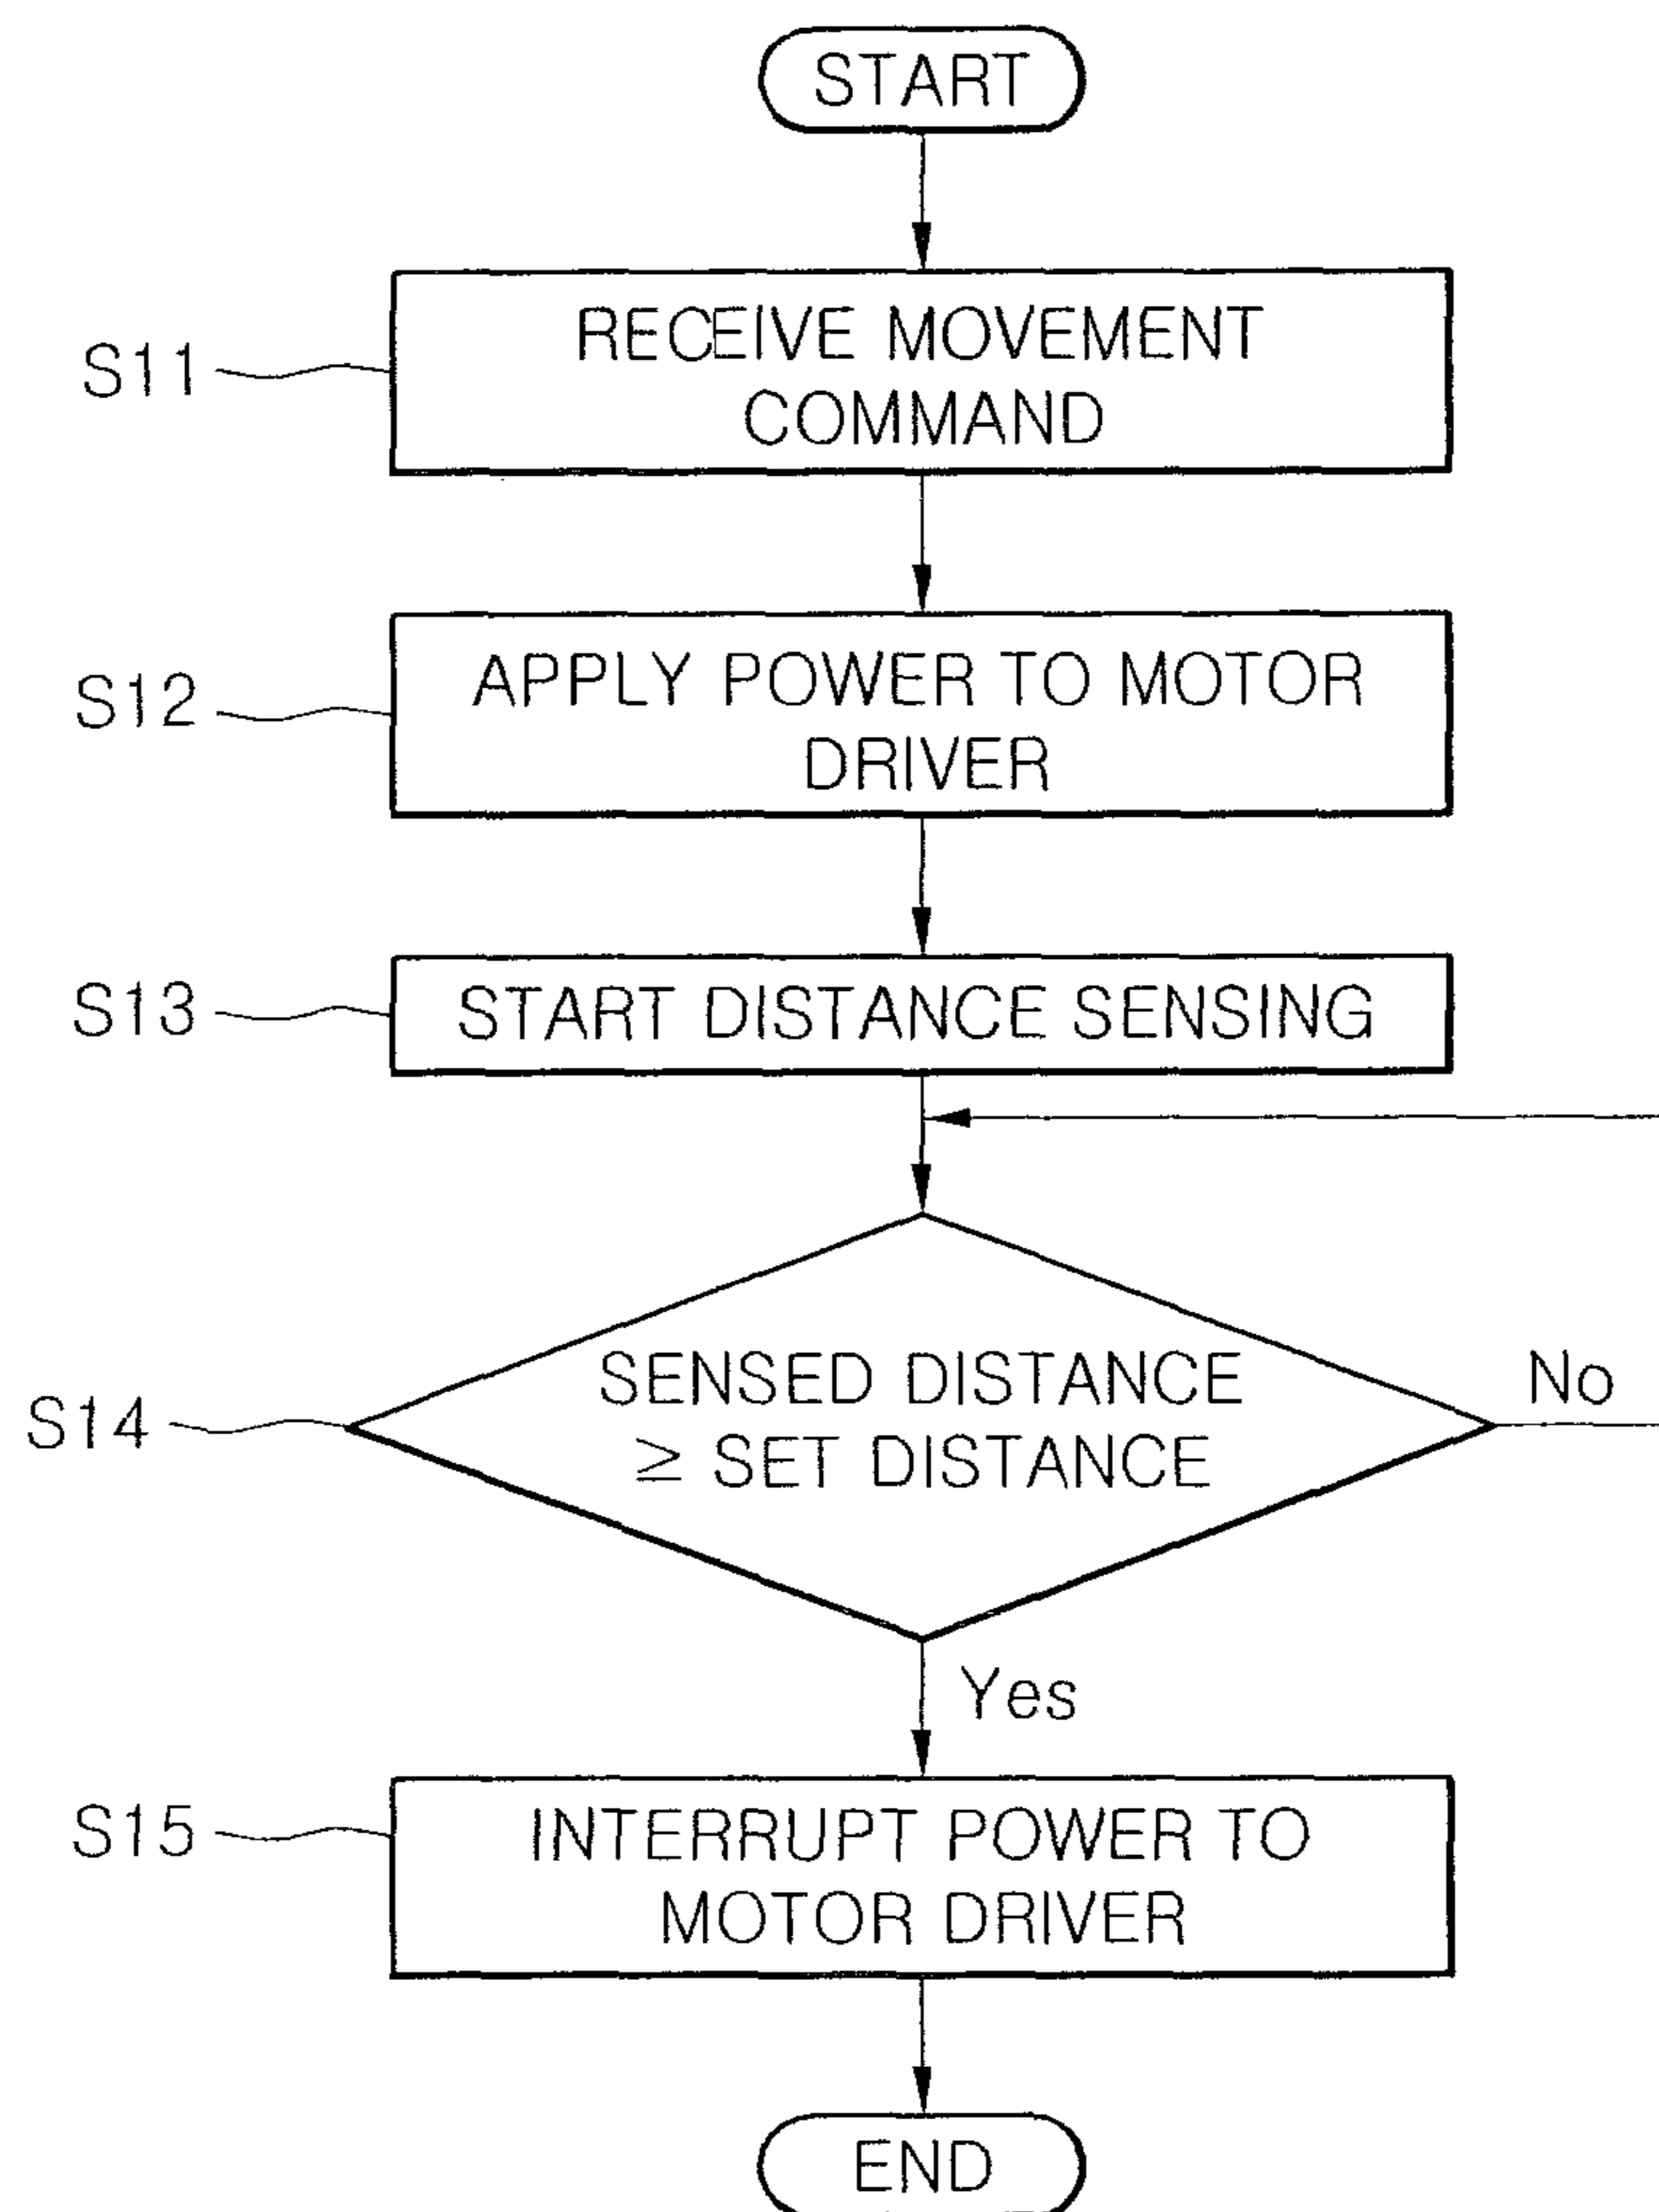 START
S11
RECEIVE MOVEMENT
COMMAND
S12
APPLY POWER TO MOTOR
DRIVER
S13
START DISTANCE SENSING
S14
SENSED DISTANCE
≥ SET DISTANCE
No
Yes
S15
INTERRUPT POWER TO
MOTOR DRIVER
END